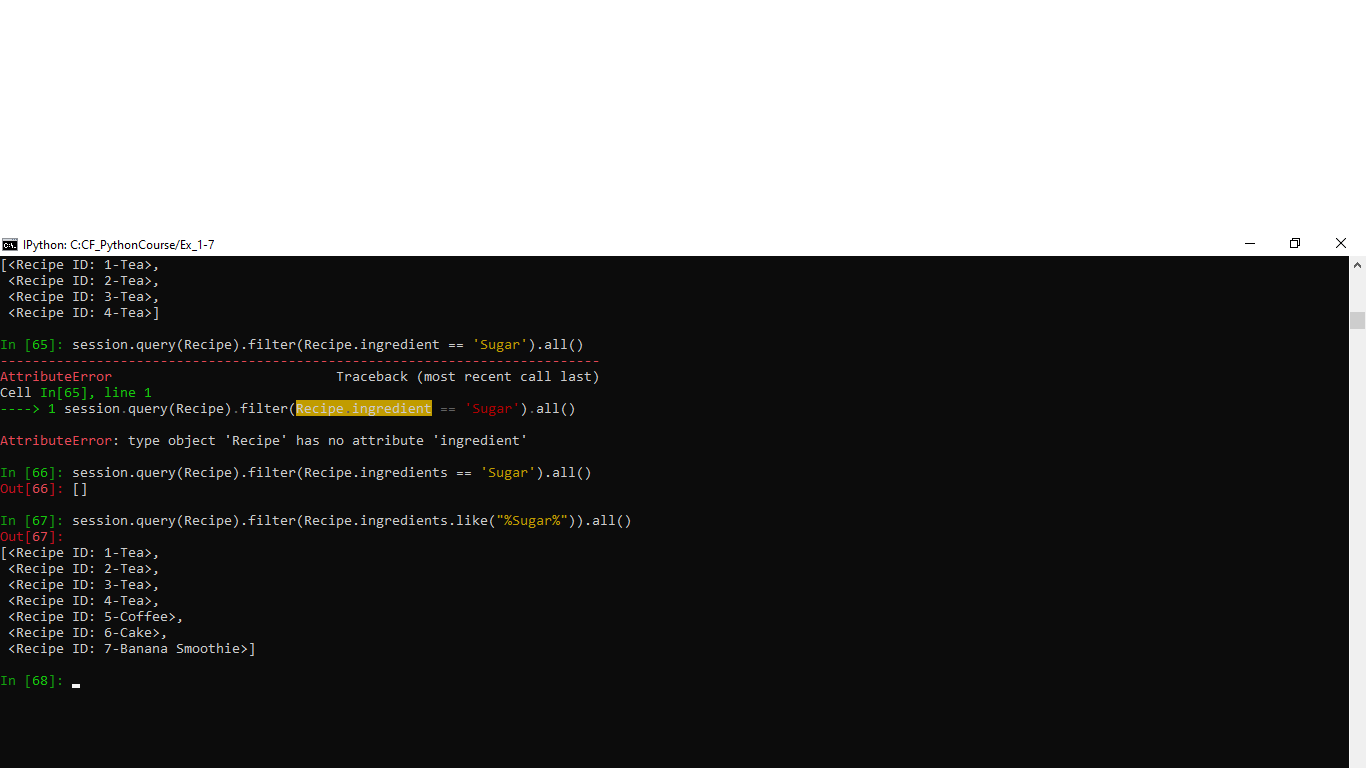 IPython: C:CF_PythonCourse/Ex_1-7
[<Recipe ID: 1-Tea>,
 <Recipe ID: 2-Tea>,
 <Recipe ID: 3-Tea>,
 <Recipe ID: 4-Tea>]
In [65]: session.query(Recipe).filter(Recipe.ingredient == 'Sugar').all()
---------------------------------------------------------------------------
AttributeError                            Traceback (most recent call last)
Cell In[65], line 1
----> 1 session.query(Recipe).filter(Recipe.ingredient == 'Sugar').all()
AttributeError: type object 'Recipe' has no attribute 'ingredient'
In [66]: session.query(Recipe).filter(Recipe.ingredients == 'Sugar').all()
Out[66]: []
In [67]: session.query(Recipe).filter(Recipe.ingredients.like("%Sugar%")).all()
Out[67]:
[<Recipe ID: 1-Tea>,
 <Recipe ID: 2-Tea>,
 <Recipe ID: 3-Tea>,
 <Recipe ID: 4-Tea>,
 <Recipe ID: 5-Coffee>,
 <Recipe ID: 6-Cake>,
 <Recipe ID: 7-Banana Smoothie>]
In [68]: